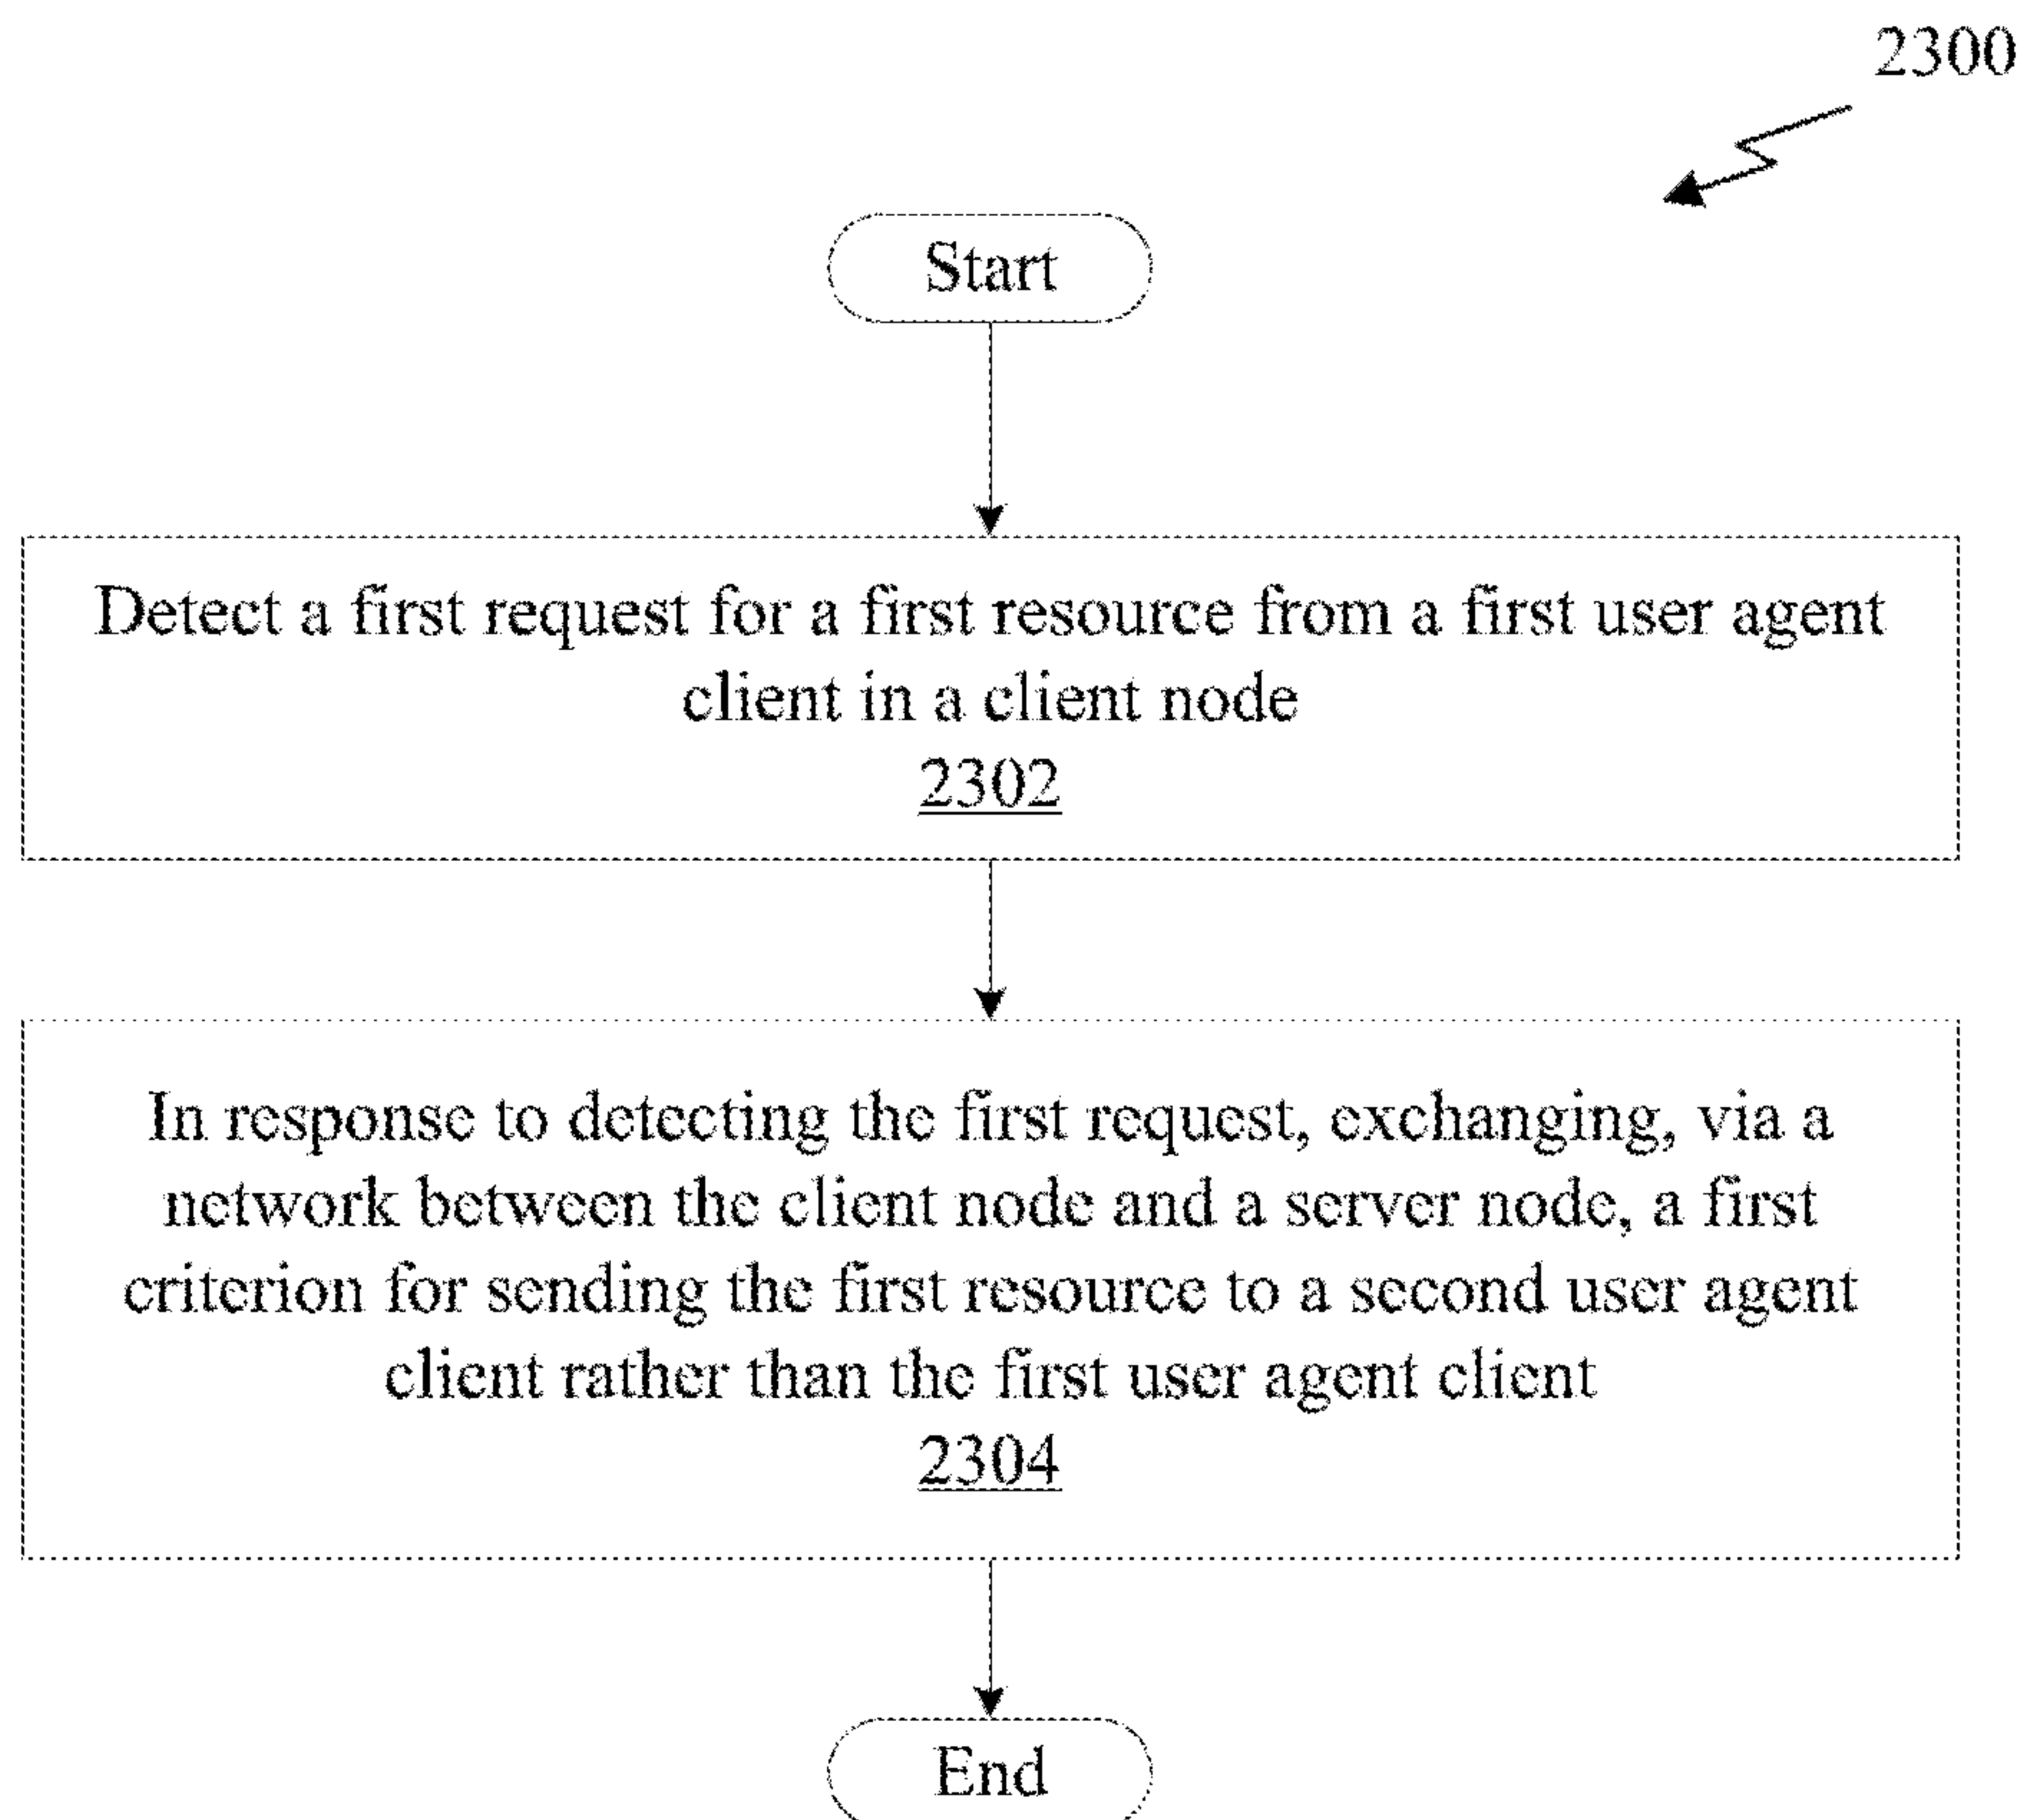 2300
Start
Detect a first request for a first resource from a first user agent
client in a client node
2302
In response to detecting the first request, exchanging, via a
network between the client node and a server node, a first
criterion for sending the first resource to a second user agent
client rather than the first user agent client
2304
End